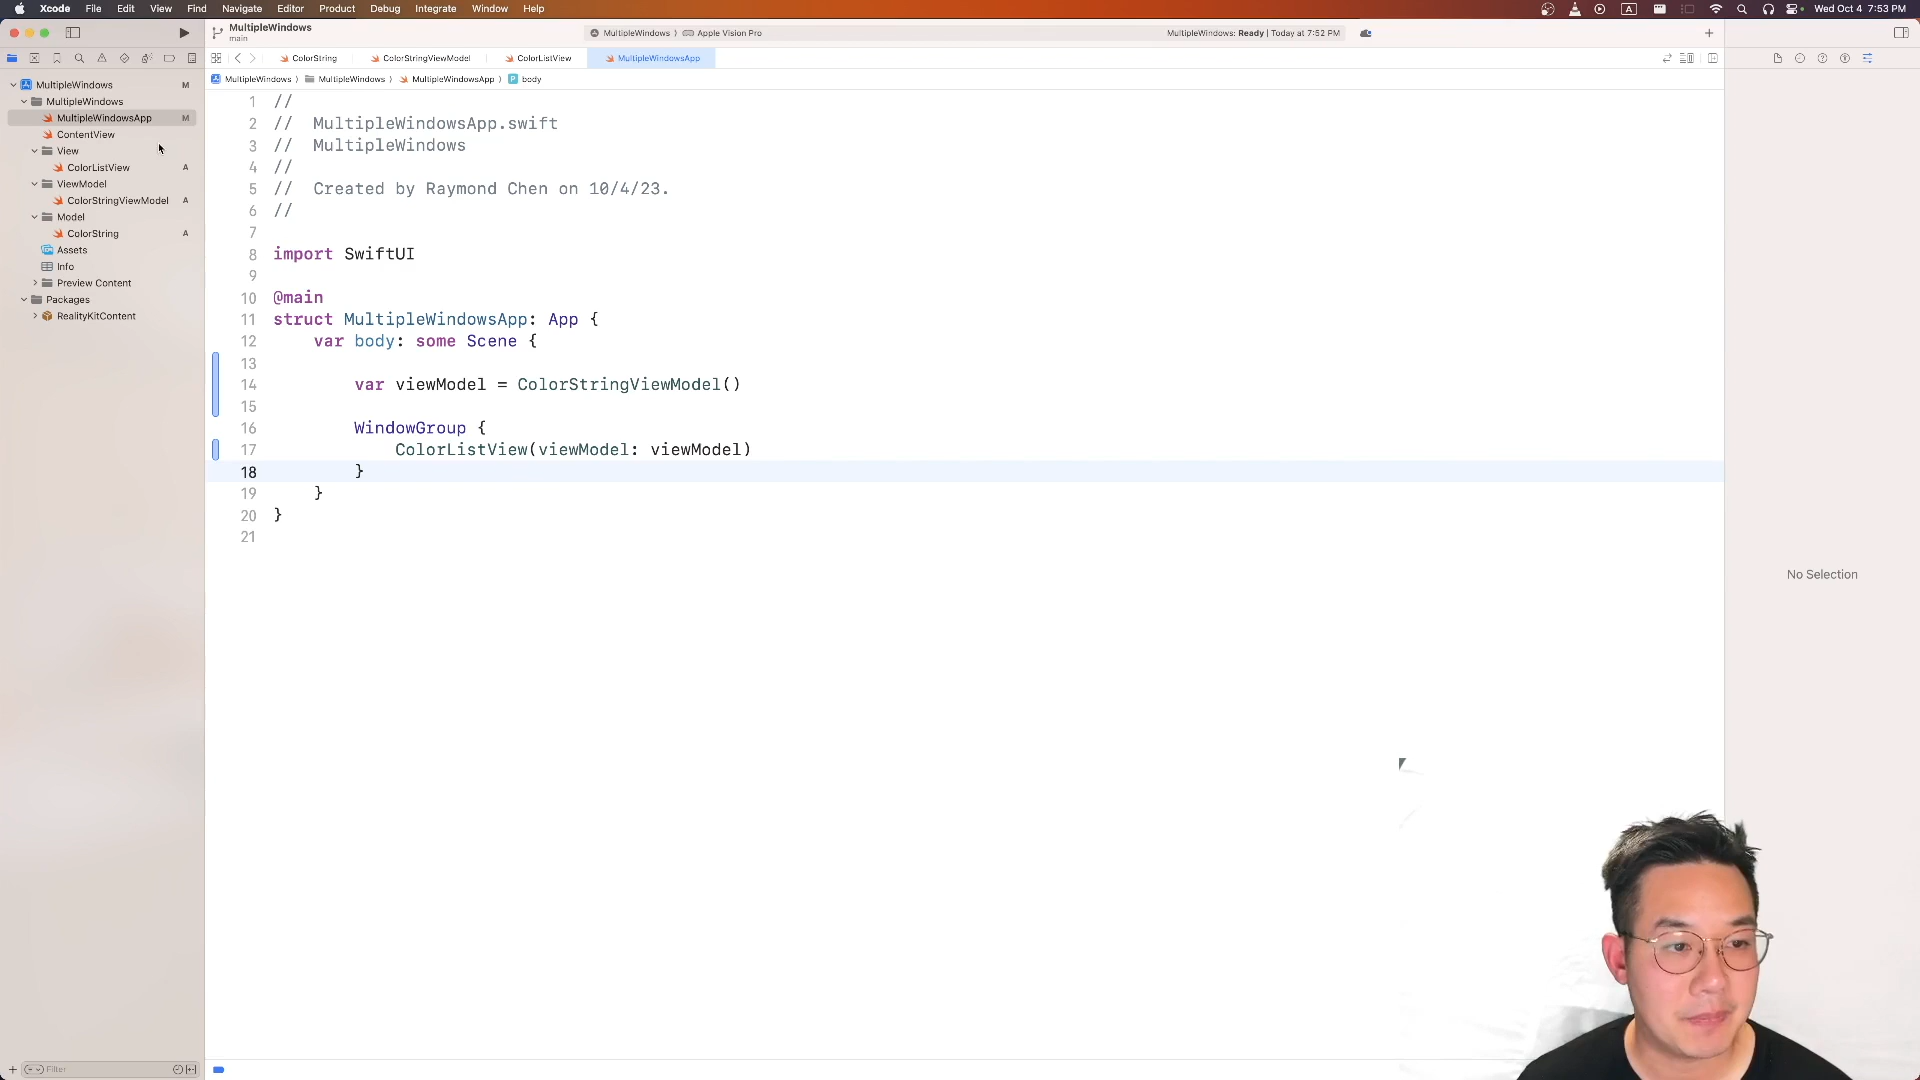 Xcode File Edit View Find Navigate Editor Product Debug Integrate Window Help
A
Wed Oct 4 7:53 PM
MultipleWindows
main
MultipleWindows
Apple Vision Pro
MultipleWindows: Ready | Today at 7:52 PM
ColorString
ColorStringViewModel
ColorListView
MultipleWindowsApp
MultipleWindows
MultipleWindows
MultipleWindowsApp
P body
MultipleWindows M
MultipleWindows
MultipleWindowsApp M
ContentView
View
ColorListView A
ViewModel
ColorStringViewModel A
Model
ColorString A
Assets
Info
Preview Content
Packages
RealityKitContent
1 //
2 // MultipleWindowsApp.swift
3 // MultipleWindows
4 //
5 // Created by Raymond Chen on 10/4/23.
6 //
7
8 import SwiftUI
9
10 @main
11 struct MultipleWindowsApp: App {
12 var body: some Scene {
13
14 var viewModel = ColorStringViewModel()
15
16 WindowGroup {
17 ColorListView(viewModel: viewModel)
18 }
19 }
20 }
21
No Selection
Filter